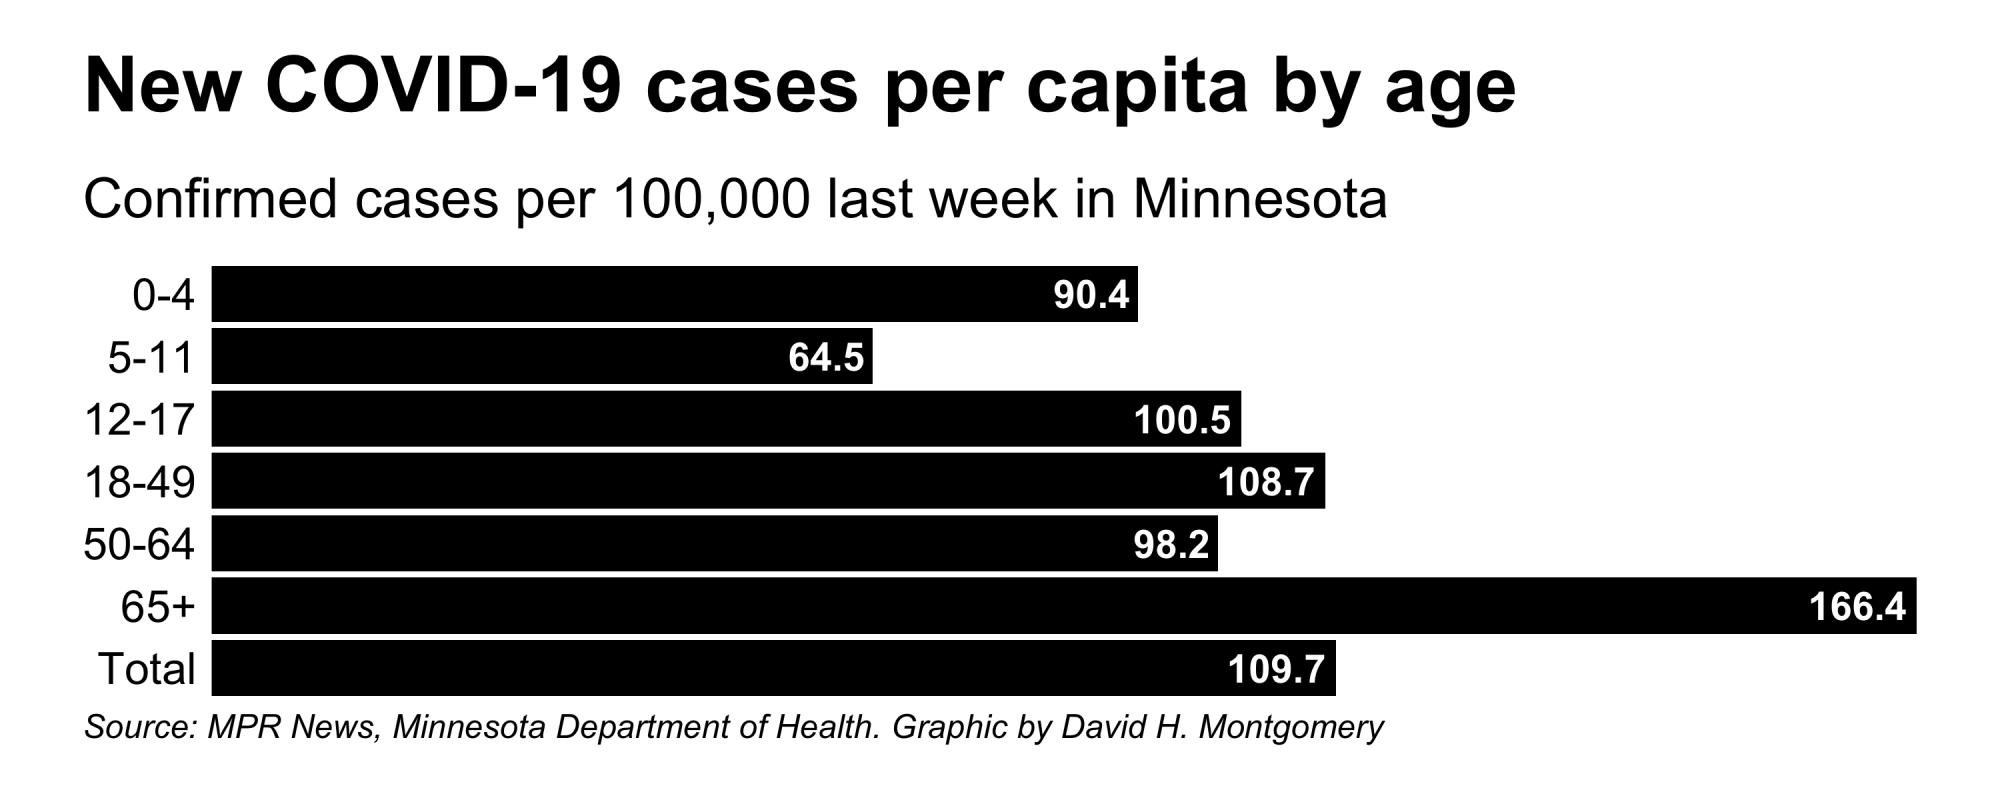 New COVID-19 cases per capita by age
Confirmed cases per 100,000 last week in Minnesota
0-4 90.4
5-11 64.5
12-17 100.5
18-49 108.7
50-64 98.2
65+ 166.4
Total 109.7
Source: MPR News, Minnesota Department of Health. Graphic by David H. Montgomery